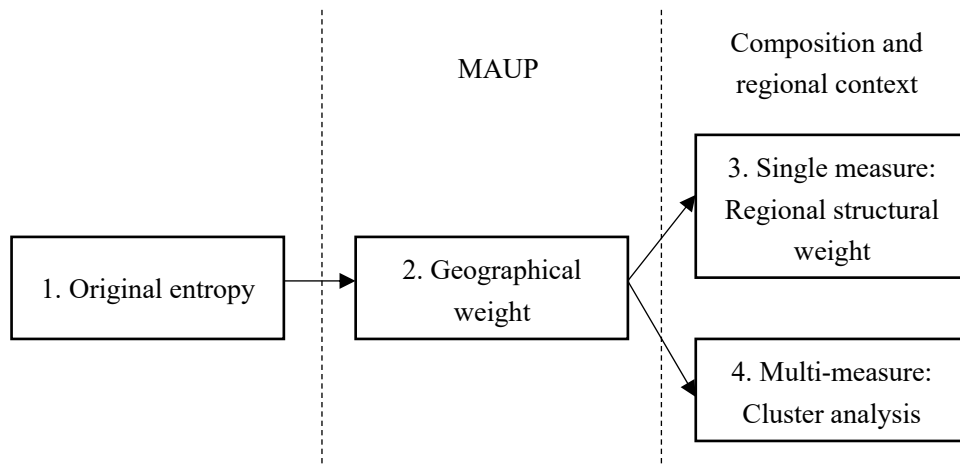 MAUP
Composition and
regional context
1. Original entropy
2. Geographical
weight
3. Single measure:
Regional structural
weight
4. Multi-measure:
Cluster analysis